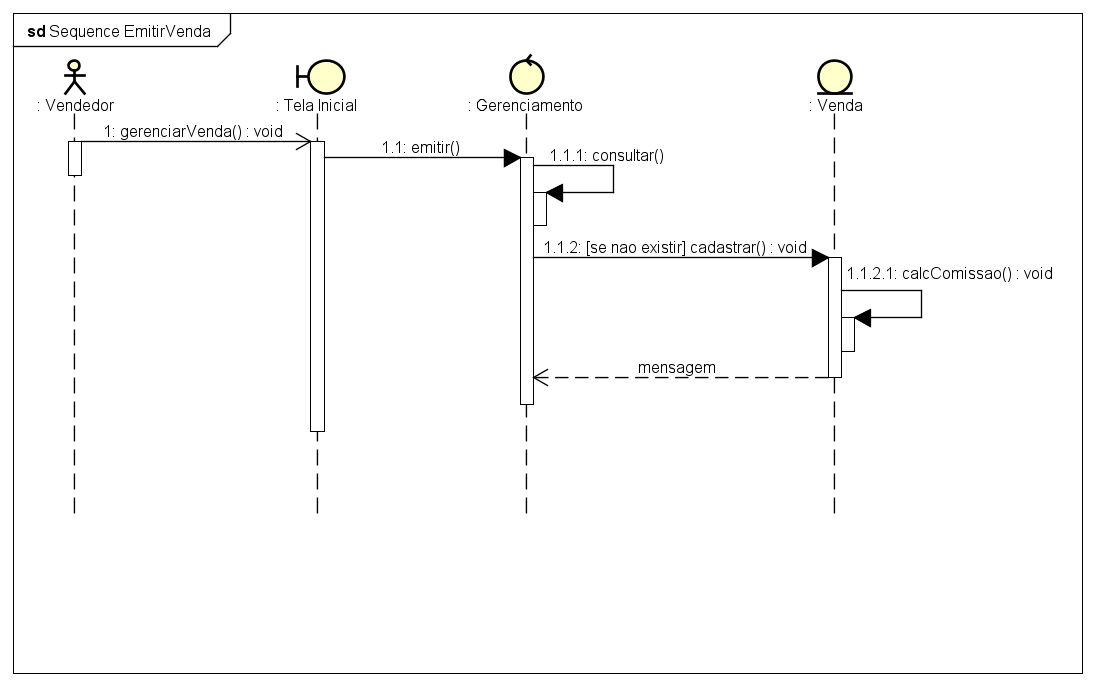 sd Sequence EmitirVenda
: Vendedor
: Tela Inicial
: Gerenciamento
: Venda
1: gerenciarVenda() : void
1.1: emitir()
1.1.1: consultar()
1.1.2: [se nao existir] cadastrar() : void
1.1.2.1: calcComissao() : void
mensagem